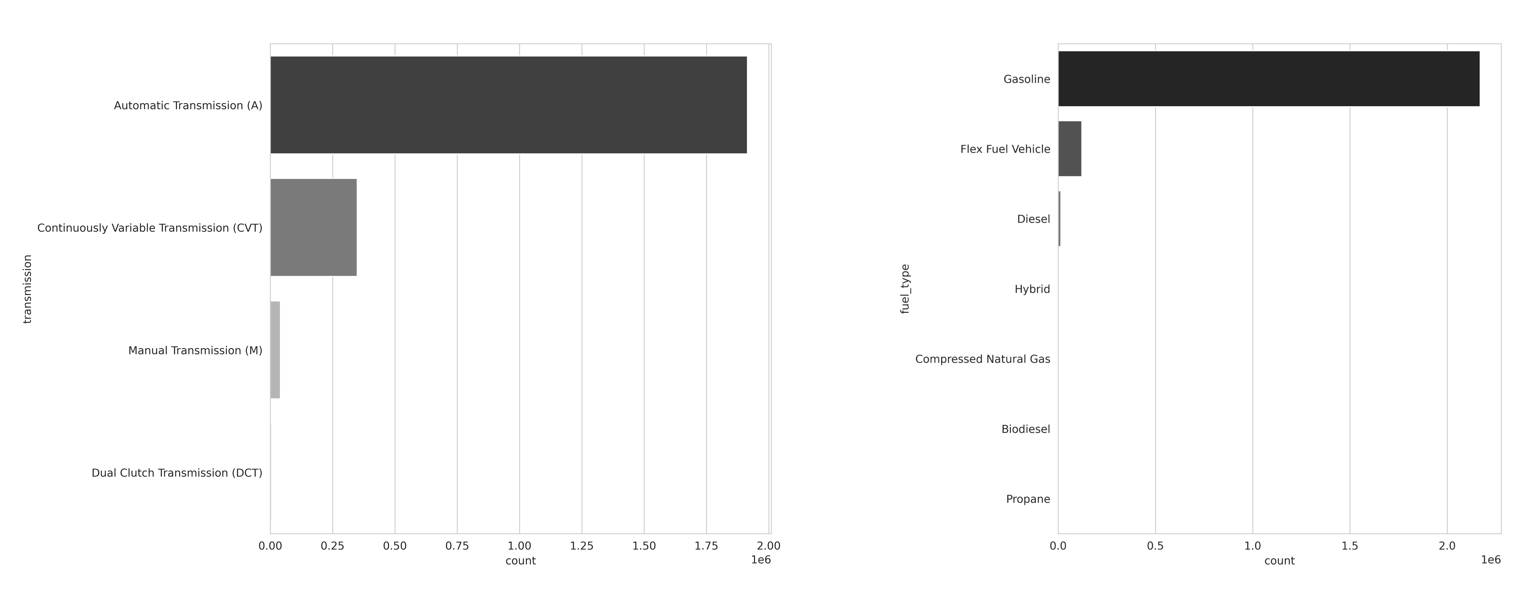 Automatic Transmission (A)
Continuously Variable Transmission (CVT)
Manual Transmission (M)
Dual Clutch Transmission (DCT)
transmission
0.00 0.25 0.50 0.75 1.00 1.25 1.50 1.75 2.00
1e6
count
Gasoline
Flex Fuel Vehicle
Diesel
Hybrid
Compressed Natural Gas
Biodiesel
Propane
fuel_type
0.0 0.5 1.0 1.5 2.0
1e6
count